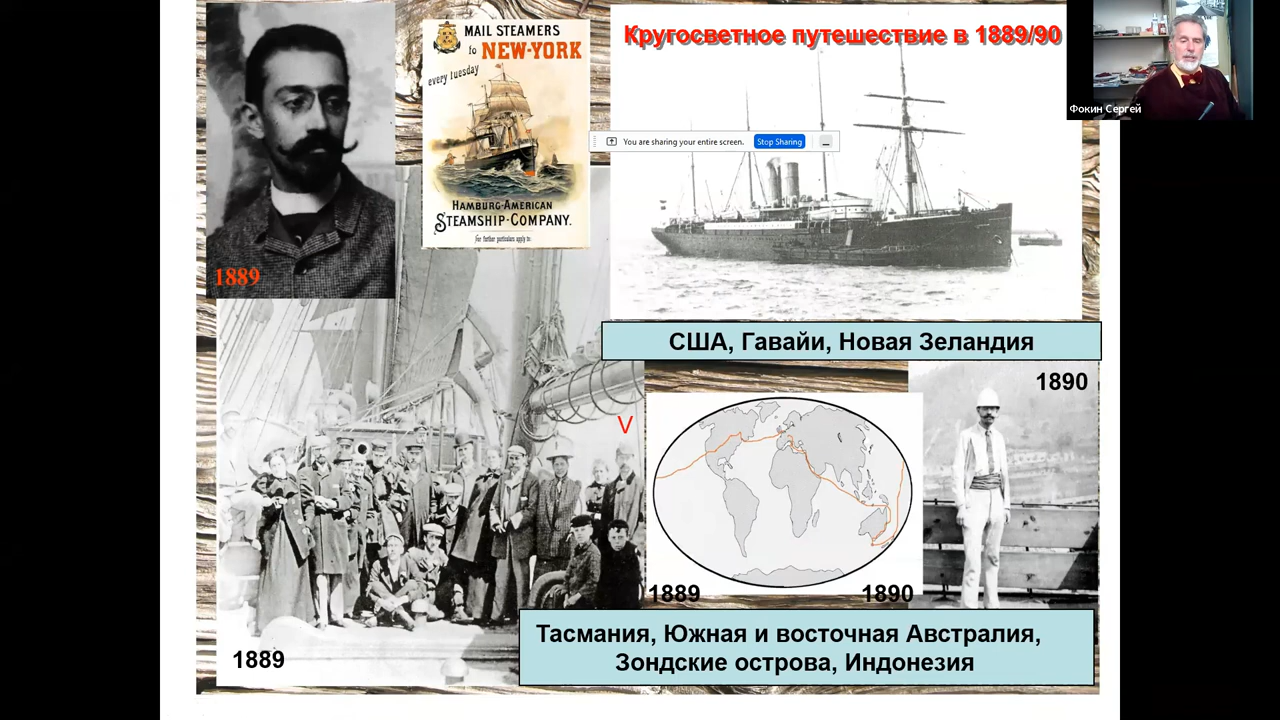 MAIL STEAMERS
to NEW-YORK
every Tuesday
HAMBURG-AMERICAN
STEAMSHIP-COMPANY.
for further particulars apply to:
1889
Кругосветное путешествие в 1889/90
Фокин Сергей
You are sharing your entire screen.
Stop Sharing
США, Гавайи, Новая Зеландия
1890
V
1889
1890
Тасмания, Южная и восточная Австралия,
Зондские острова, Индонезия
1889